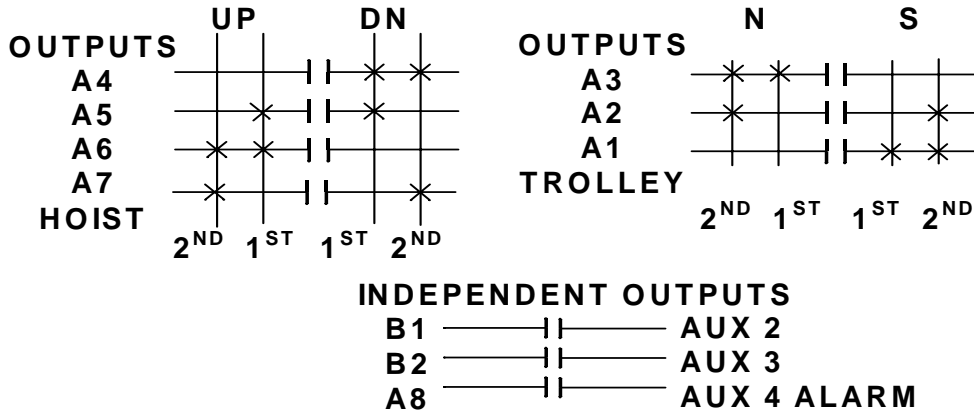 UP DN
OUTPUTS
A4
A5
A6
A7
HOIST
2ND 1ST 1ST 2ND
N S
OUTPUTS
A3
A2
A1
TROLLEY
2ND 1ST 1ST 2ND
INDEPENDENT OUTPUTS
B1 AUX 2
B2 AUX 3
A8 AUX 4 ALARM